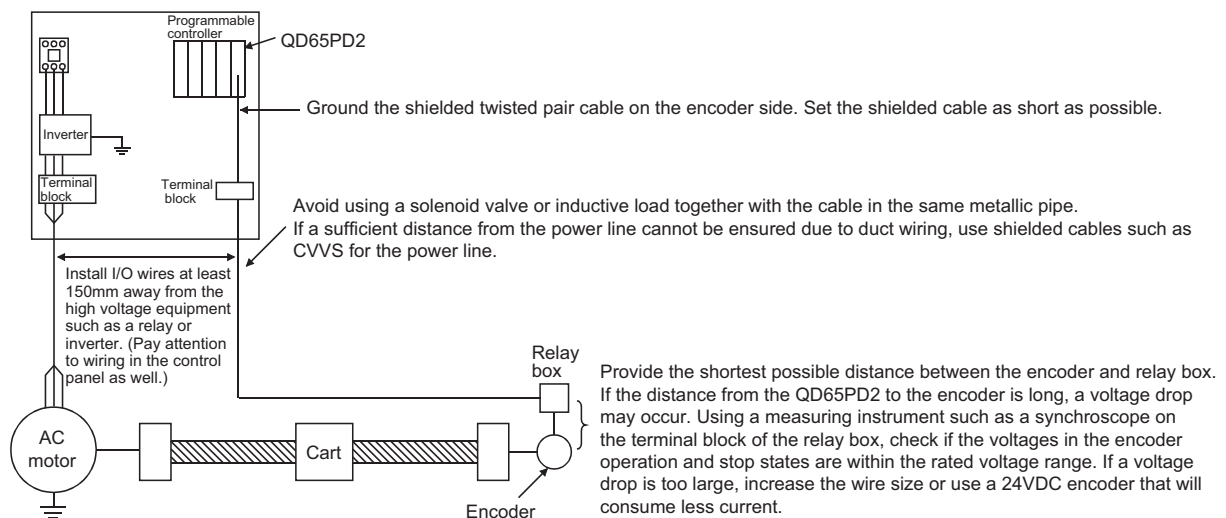 Programmable
controller
QD65PD2
Ground the shielded twisted pair cable on the encoder side. Set the shielded cable as short as possible.
Inverter
Terminal
block
Terminal
block
Avoid using a solenoid valve or inductive load together with the cable in the same metallic pipe.
If a sufficient distance from the power line cannot be ensured due to duct wiring, use shielded cables such as
CVVS for the power line.
Install I/O wires at least
150mm away from the
high voltage equipment
such as a relay or
inverter. (Pay attention
to wiring in the control
panel as well.)
Relay
box
Provide the shortest possible distance between the encoder and relay box.
If the distance from the QD65PD2 to the encoder is long, a voltage drop
may occur. Using a measuring instrument such as a synchroscope on
the terminal block of the relay box, check if the voltages in the encoder
operation and stop states are within the rated voltage range. If a voltage
drop is too large, increase the wire size or use a 24VDC encoder that will
consume less current.
AC
motor
Cart
Encoder